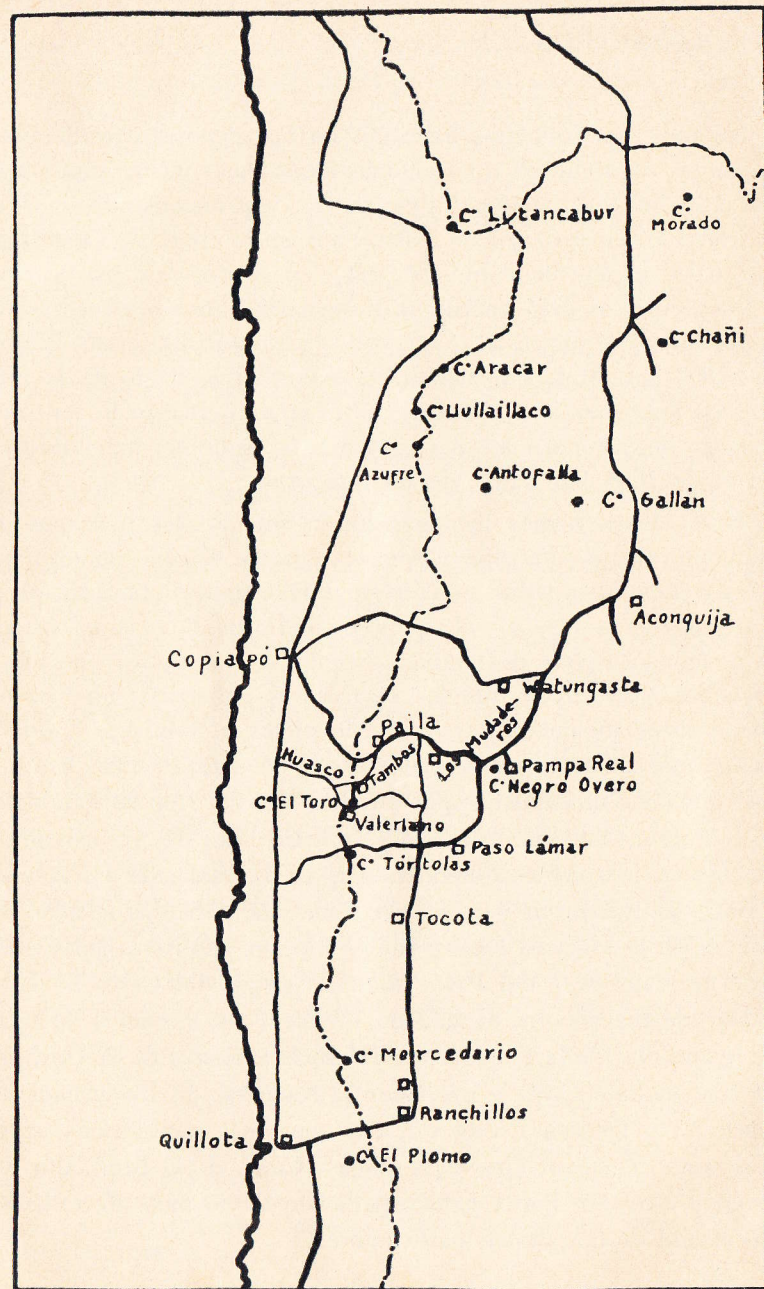 Cº Litancabur
Cº
Morado
Cº Chañi
Cº Aracar
Cº Llullaillaco
Cº
Azufre
Cº Antofalla
Cº Gallán
Aconquija
Copiapó
Watungasta
Los Mudade-
ros
Paila
Huasco
Tambos
Pampa Real
Cº Negro Overo
Cº El Toro
Valeriano
Paso Lámar
Cº Tórtolas
Tocota
Cº Mercedario
Ranchillos
Quillota
Cº El Plomo